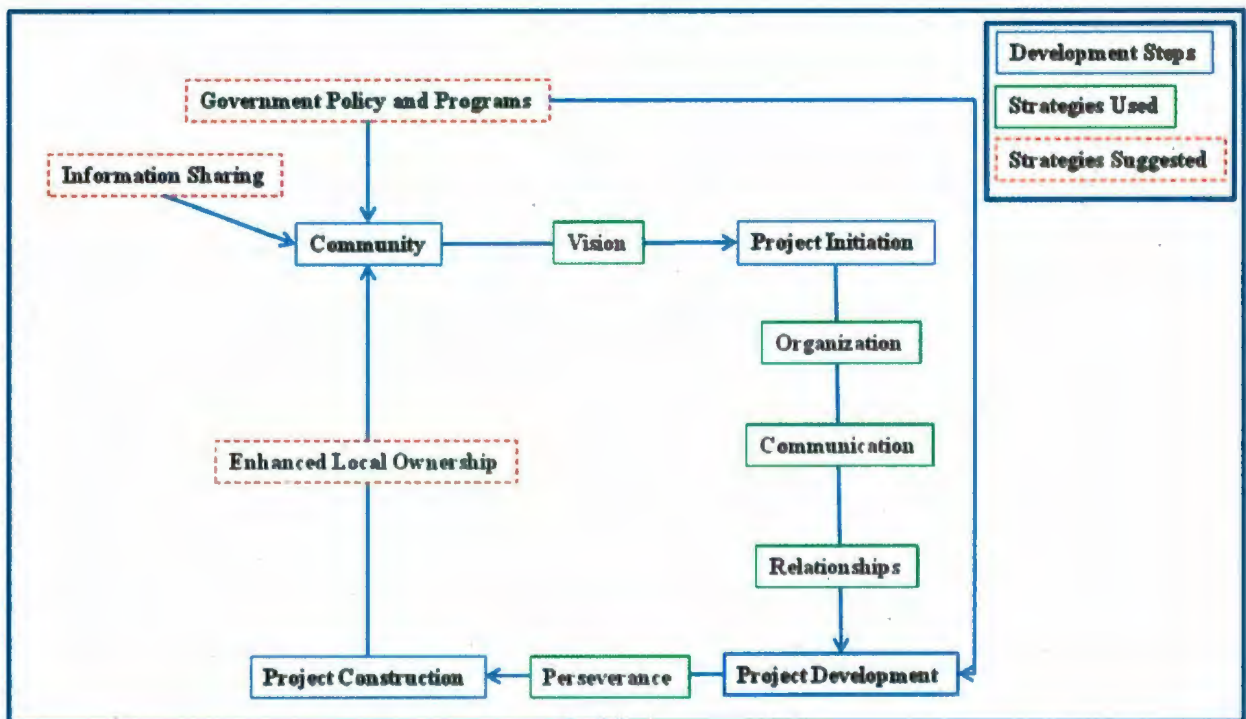 Development Steps
Government Policy and Programs
Strategies Used
Information Sharing
Strategies Suggested
Community
Vision
Project Initiation
Organization
Communication
Enhanced Local Ownership
Relationships
Project Construction
Perseverance
Project Development